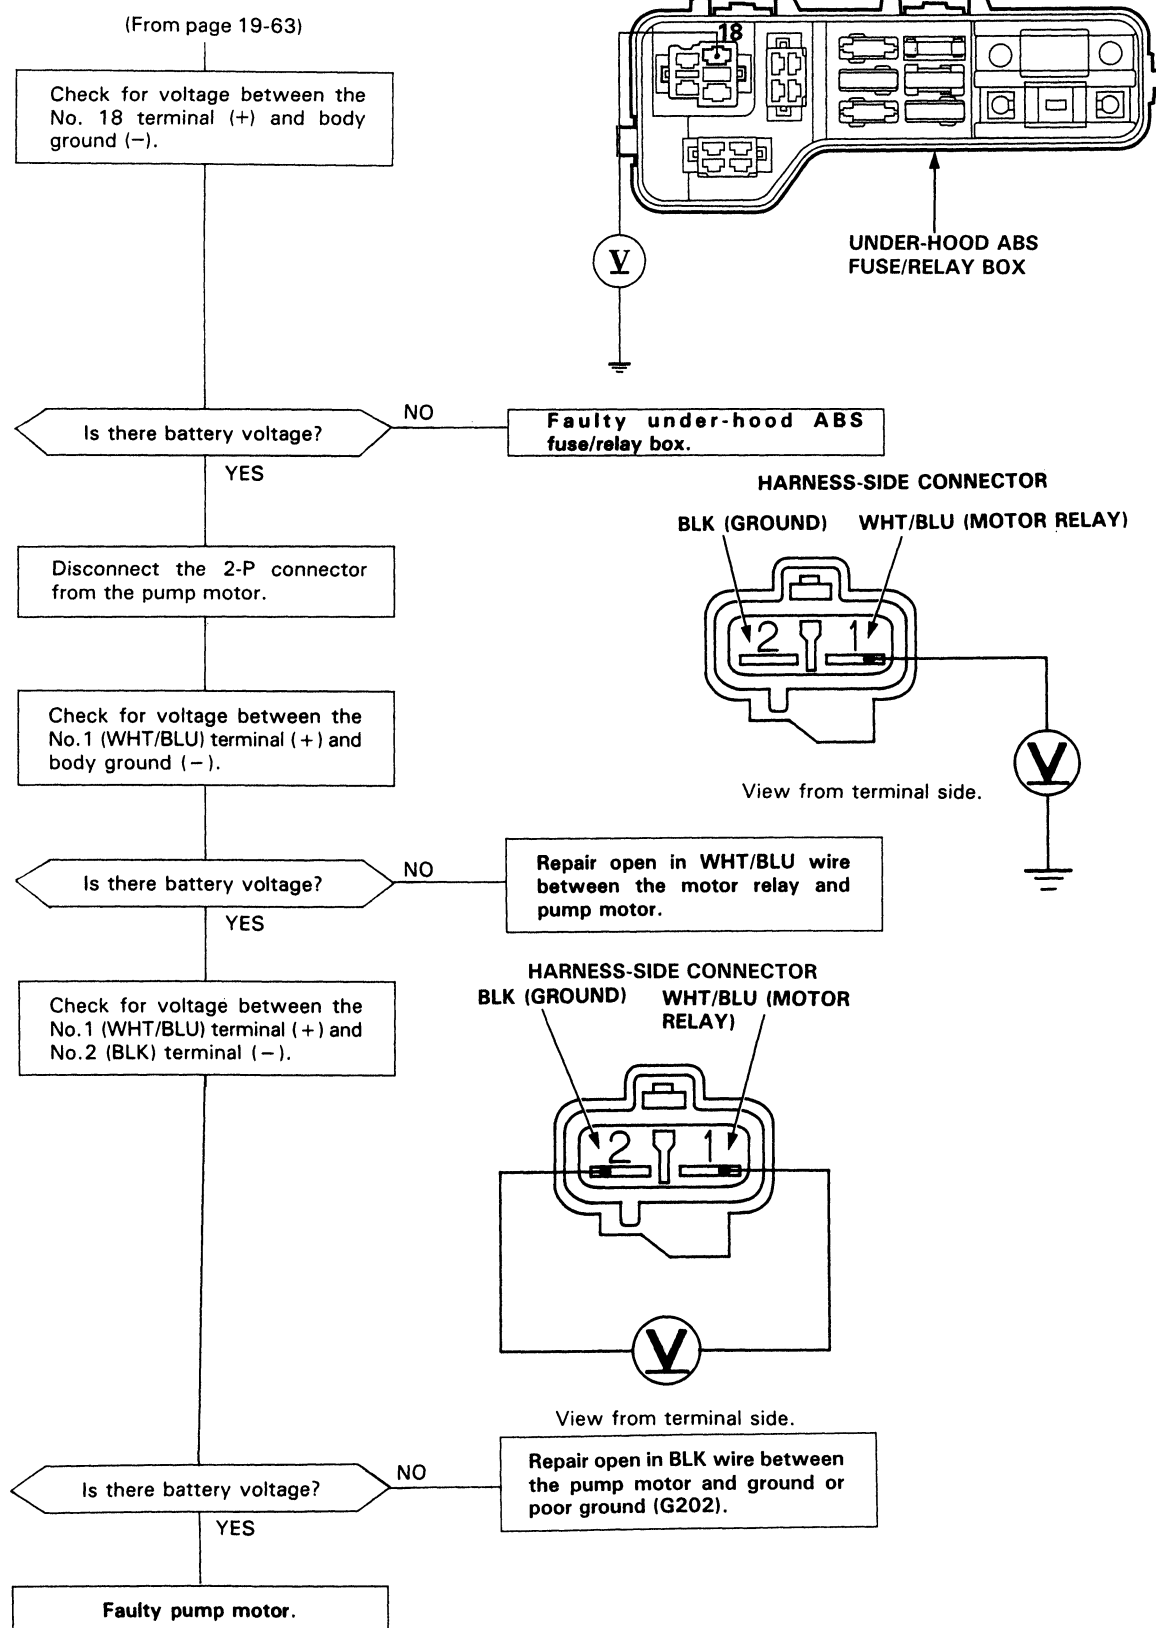 (From page 19-63)
Check for voltage between the
No. 18 terminal (+) and body
ground (−).
18
V
UNDER-HOOD ABS
FUSE/RELAY BOX
Is there battery voltage?
NO
Faulty under-hood ABS
fuse/relay box.
YES
HARNESS-SIDE CONNECTOR
BLK (GROUND)
WHT/BLU (MOTOR RELAY)
Disconnect the 2-P connector
from the pump motor.
2
1
Check for voltage between the
No.1 (WHT/BLU) terminal (+) and
body ground (−).
V
View from terminal side.
Is there battery voltage?
NO
Repair open in WHT/BLU wire
between the motor relay and
pump motor.
YES
HARNESS-SIDE CONNECTOR
BLK (GROUND)
WHT/BLU (MOTOR
RELAY)
Check for voltage between the
No.1 (WHT/BLU) terminal (+) and
No.2 (BLK) terminal (−).
2
1
V
View from terminal side.
Is there battery voltage?
NO
Repair open in BLK wire between
the pump motor and ground or
poor ground (G202).
YES
Faulty pump motor.